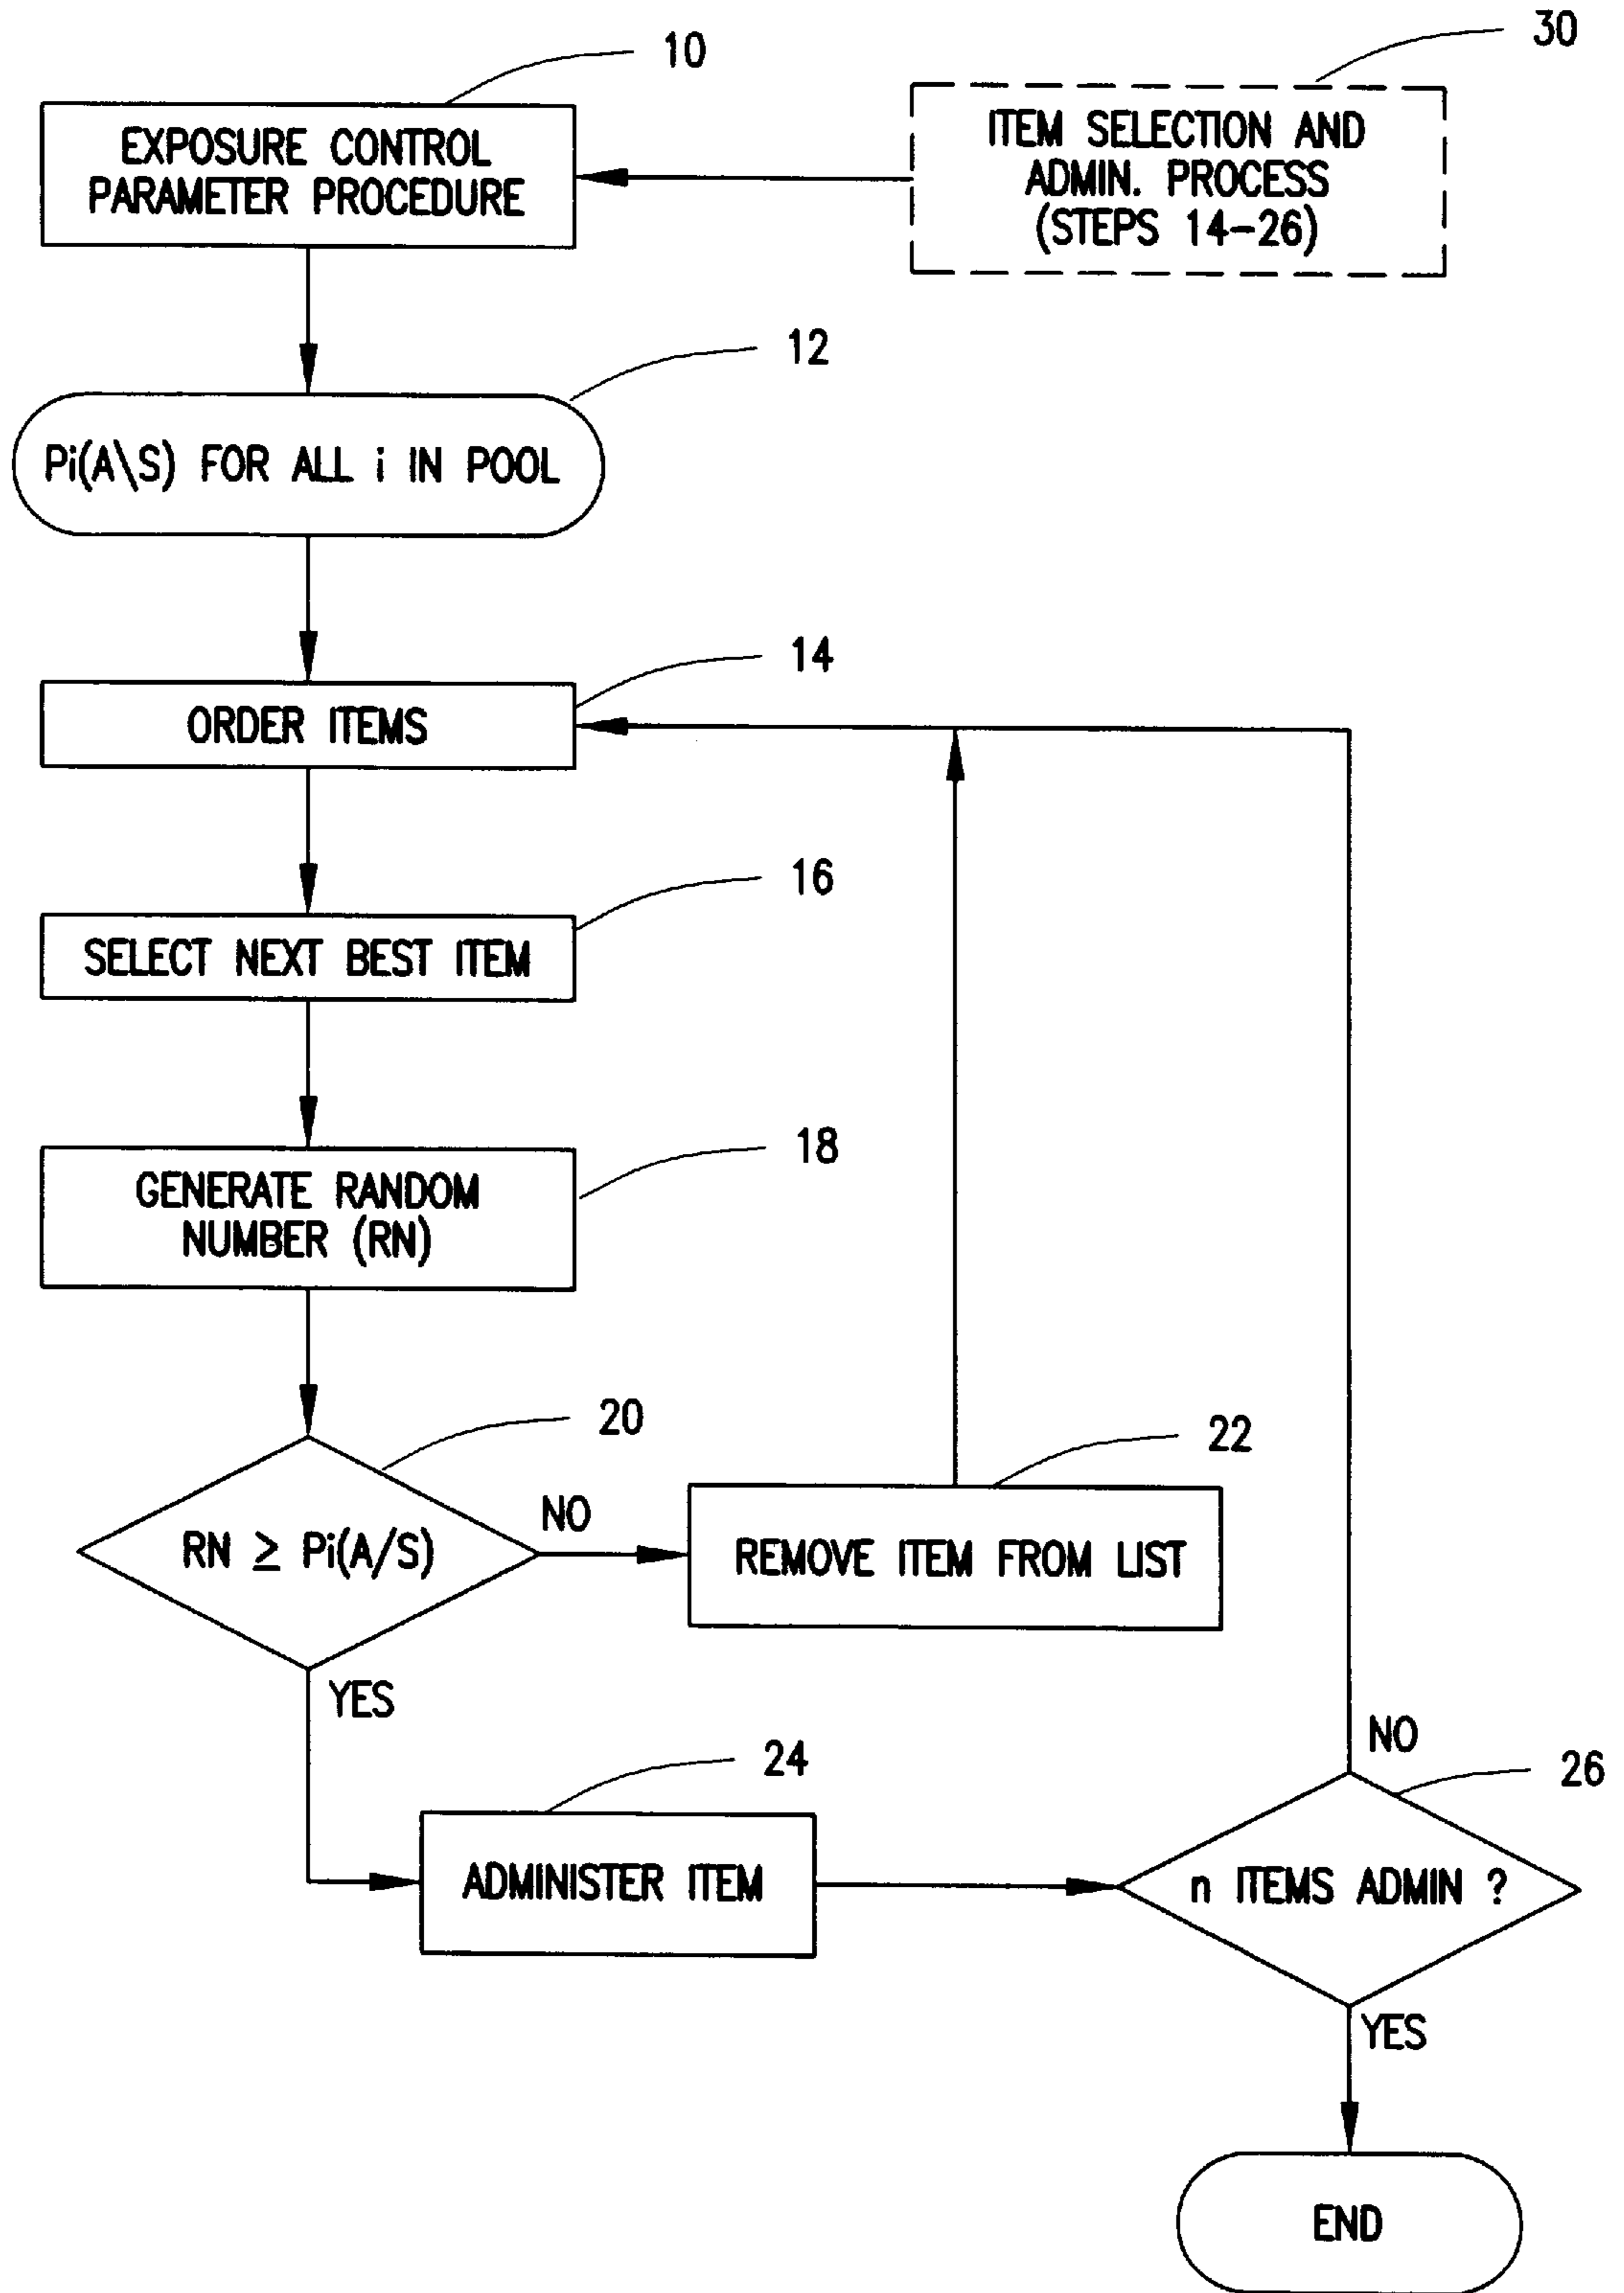 10
30
EXPOSURE CONTROL
PARAMETER PROCEDURE
ITEM SELECTION AND
ADMIN. PROCESS
(STEPS 14-26)
12
Pi(A\S) FOR ALL i IN POOL
14
ORDER ITEMS
16
SELECT NEXT BEST ITEM
18
GENERATE RANDOM
NUMBER (RN)
20
22
RN ≥ Pi(A/S)
NO
REMOVE ITEM FROM LIST
YES
24
NO
26
ADMINISTER ITEM
n ITEMS ADMIN ?
YES
END